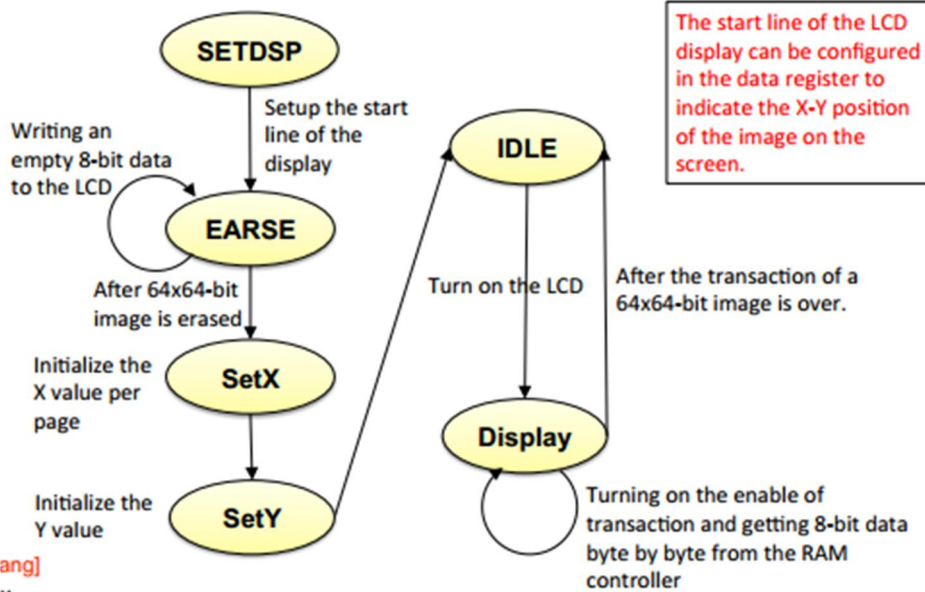 SETDSP
Setup the start
line of the
display
Writing an
empty 8-bit data
to the LCD
EARSE
After 64x64-bit
image is erased
Initialize the
X value per
page
SetX
Initialize the
Y value
SetY
ang]
The start line of the LCD
display can be configured
in the data register to
indicate the X-Y position
of the image on the
screen.
IDLE
Turn on the LCD
After the transaction of a
64x64-bit image is over.
Display
Turning on the enable of
transaction and getting 8-bit data
byte by byte from the RAM
controller